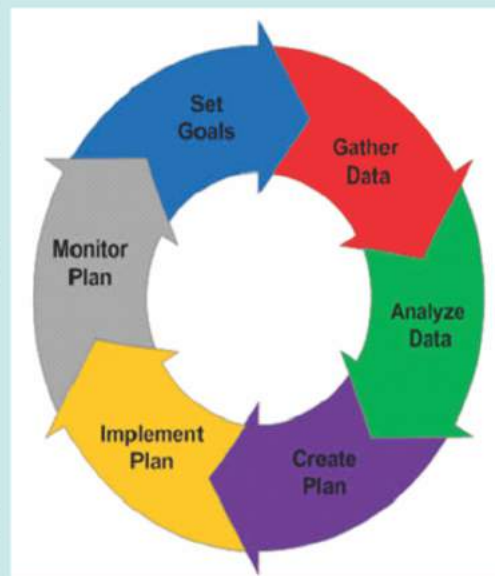 Set
Goals
Gather
Data
Analyze
Data
Create
Plan
Implement
Plan
Monitor
Plan